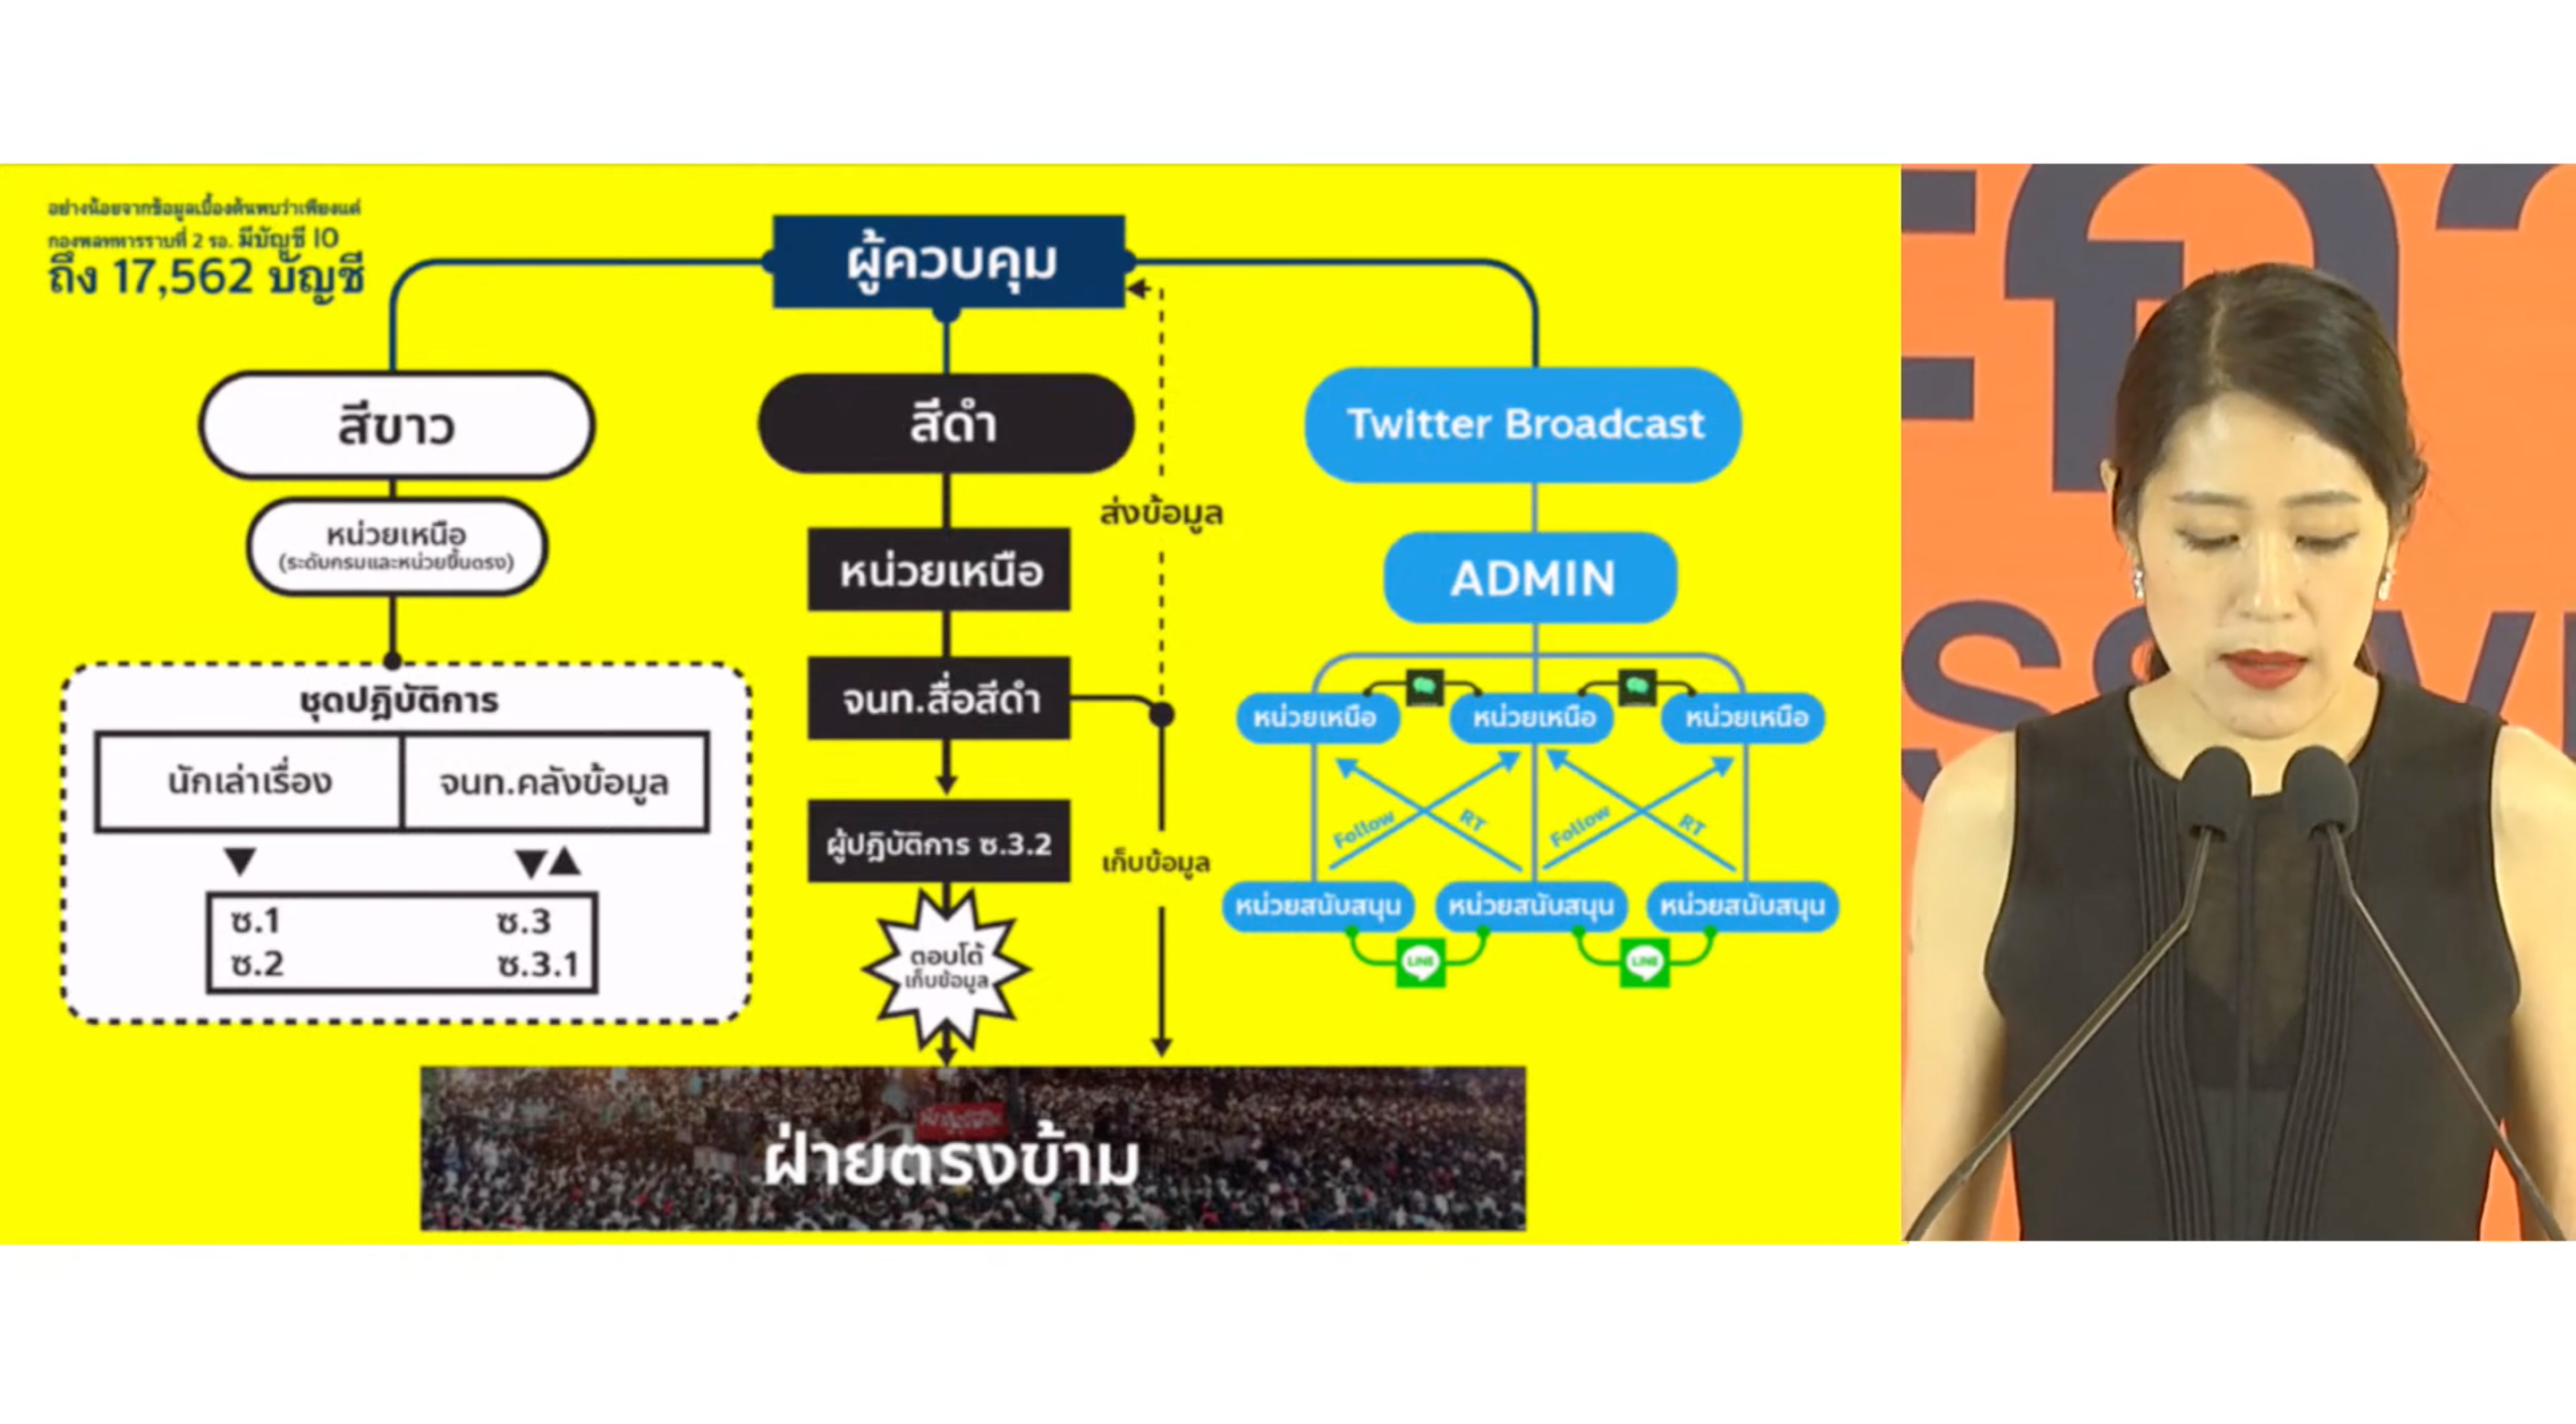 อย่างน้อยจากข้อมูลเบื้องต้นพบว่าเพียงแค่
กองพลทหารราบที่ 2 รอ. มีบัญชี IO
ถึง 17,562 บัญชี
ผู้ควบคุม
สีขาว
หน่วยเหนือ
(ระดับกรมและหน่วยขึ้นตรง)
ชุดปฏิบัติการ
นักเล่าเรื่อง
จนท.คลังข้อมูล
ซ.1
ซ.3
ซ.2
ซ.3.1
สีดำ
หน่วยเหนือ
จนท.สื่อสีดำ
ผู้ปฏิบัติการ ซ.3.2
ตอบโต้
เก็บข้อมูล
ส่งข้อมูล
เก็บข้อมูล
Twitter Broadcast
ADMIN
หน่วยเหนือ
หน่วยเหนือ
หน่วยเหนือ
Follow
RT
Follow
RT
หน่วยสนับสนุน
หน่วยสนับสนุน
หน่วยสนับสนุน
LINE
LINE
ฝ่ายตรงข้าม